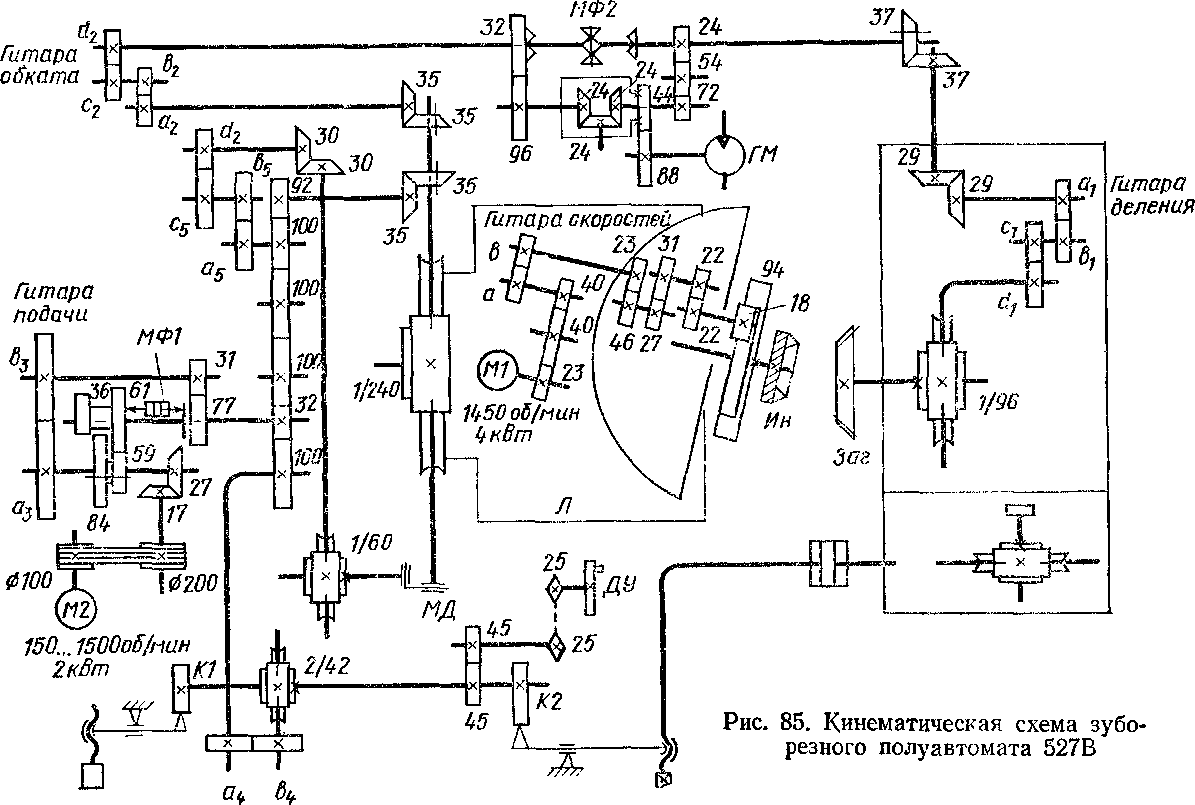 d₂
Гитара
обката
в₂
c₂
a₂
32
МФ2
24
37
54
37
35
35
24
24
44
72
96
24
88
ГМ
d₂
30
30
в₅
92
35
35
c₅
100
a₅
29
29
a₁
Гитара
деления
c₁
в₁
d₁
Гитара скоростей
в
a
23
31
22
94
18
40
40
46
27
22
М1
23
1450 об/мин
4 квт
Ин
Заг
1/96
Гитара
подачи
МФ1
100
в₃
31
36
61
100
77
32
59
100
27
a₃
84
17
1/240
Л
ϕ100
ϕ200
М2
150...1500об/мин
2 квт
1/60
МД
25
ДУ
45
25
К1
2/42
45
К2
a₄
в₄
Рис. 85. Кинематическая схема зубо-
резного полуавтомата 527В